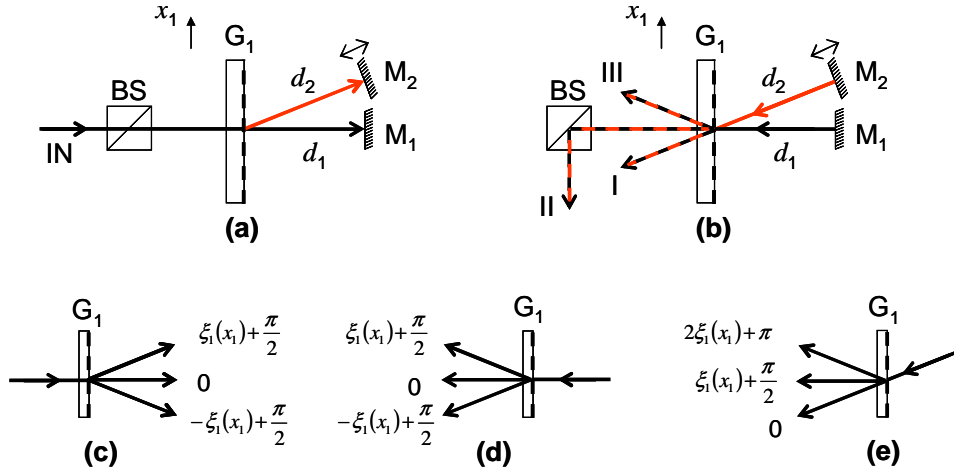 x₁
G₁
d₂
M₂
BS
IN
d₁
M₁
(a)
x₁
G₁
III
d₂
M₂
BS
M₁
d₁
I
II
(b)
G₁
ξ₁(x₁)+π/2
0
−ξ₁(x₁)+π/2
(c)
G₁
ξ₁(x₁)+π/2
0
−ξ₁(x₁)+π/2
(d)
G₁
2ξ₁(x₁)+π
ξ₁(x₁)+π/2
0
(e)